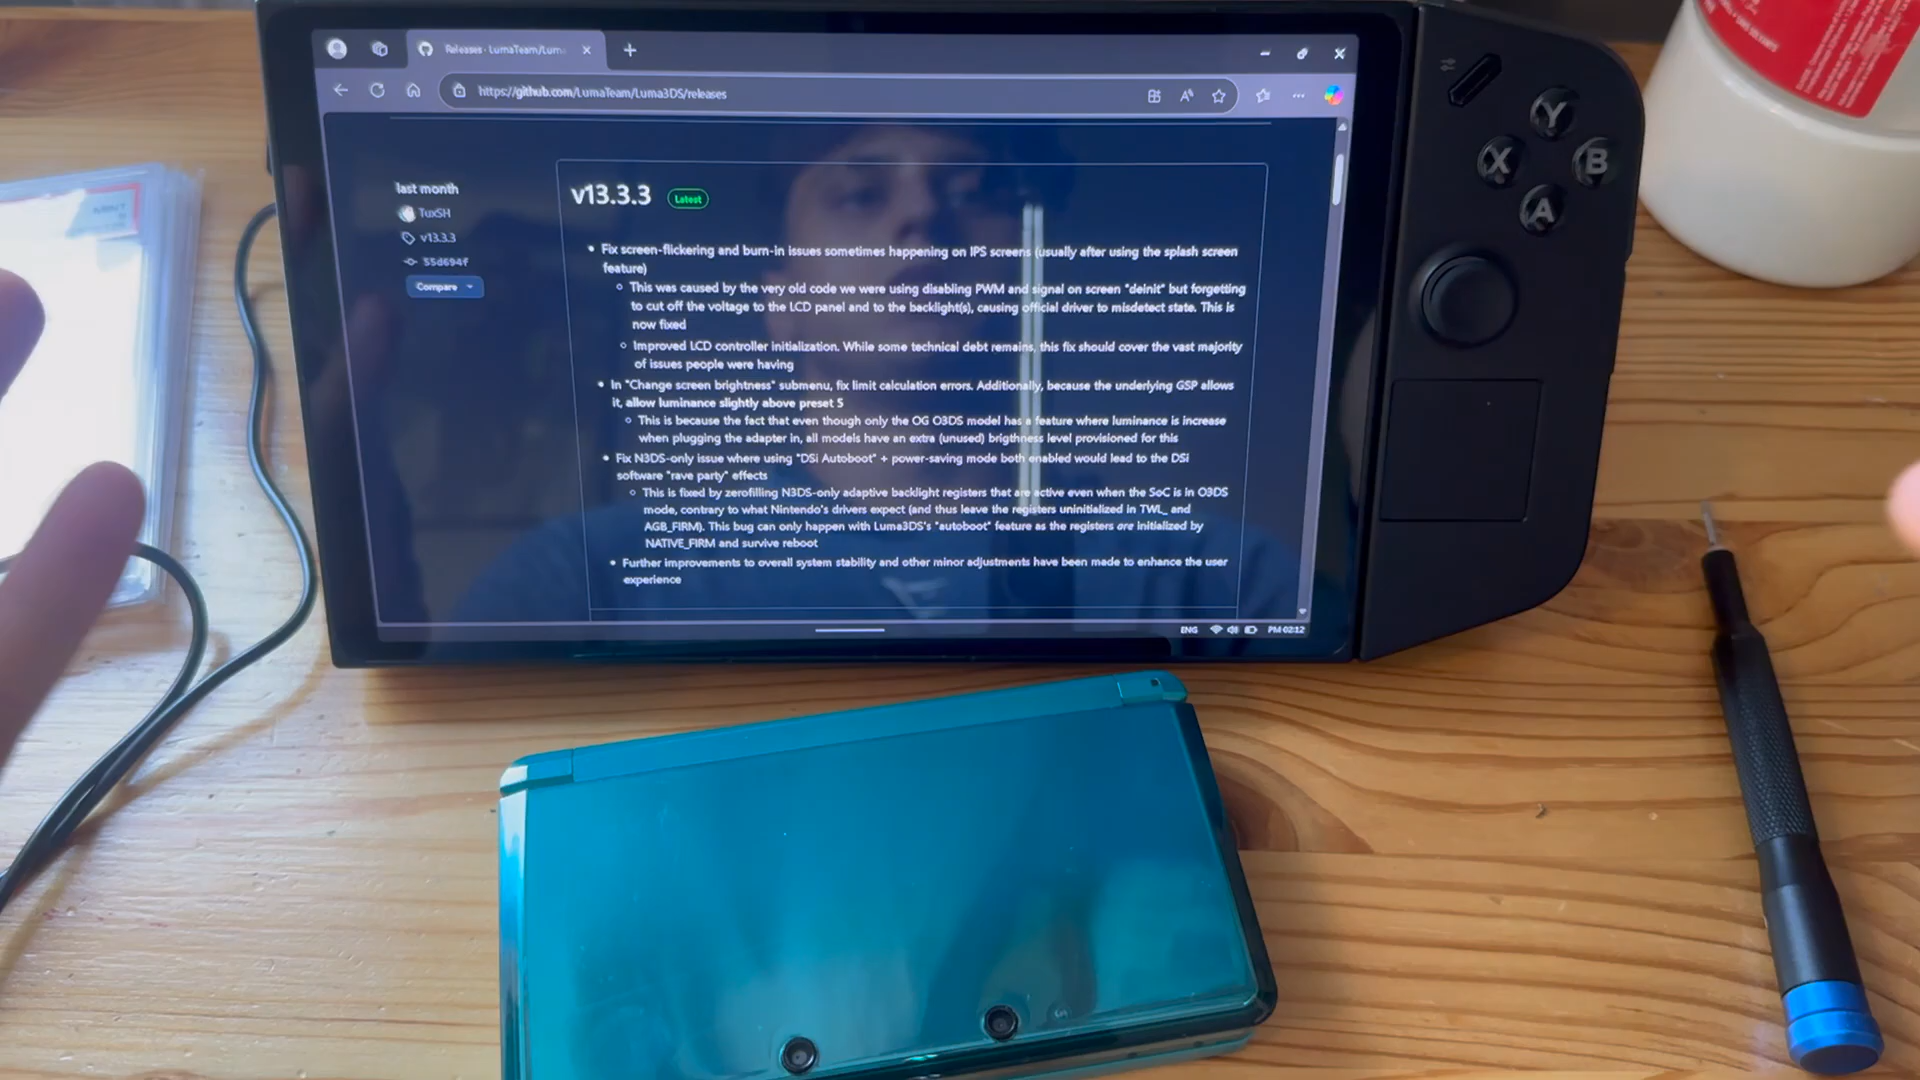 Releases · LumaTeam/Luma
https://github.com/LumaTeam/Luma3DS/releases
last month
TuxSH
v13.3.3
55d694f
Compare
v13.3.3
Latest
Fix screen-flickering and burn-in issues sometimes happening on IPS screens (usually after using the splash screen
feature)
This was caused by the very old code we were using disabling PWM and signal on screen "deinit" but forgetting
to cut off the voltage to the LCD panel and to the backlight(s), causing official driver to misdetect state. This is
now fixed
Improved LCD controller initialization. While some technical debt remains, this fix should cover the vast majority
of issues people were having
In "Change screen brightness" submenu, fix limit calculation errors. Additionally, because the underlying GSP allows
it, allow luminance slightly above preset 5
This is because the fact that even though only the OG O3DS model has a feature where luminance is increase
when plugging the adapter in, all models have an extra (unused) brigthness level provisioned for this
Fix N3DS-only issue where using "DSi Autoboot" + power-saving mode both enabled would lead to the DSi
software "rave party" effects
This is fixed by zerofilling N3DS-only adaptive backlight registers that are active even when the SoC is in O3DS
mode, contrary to what Nintendo's drivers expect (and thus leave the registers uninitialized in TWL_ and
AGB_FIRM). This bug can only happen with Luma3DS's "autoboot" feature as the registers are initialized by
NATIVE_FIRM and survive reboot
Further improvements to overall system stability and other minor adjustments have been made to enhance the user
experience
ENG
PM 02:12
Y
X
B
A
MINT